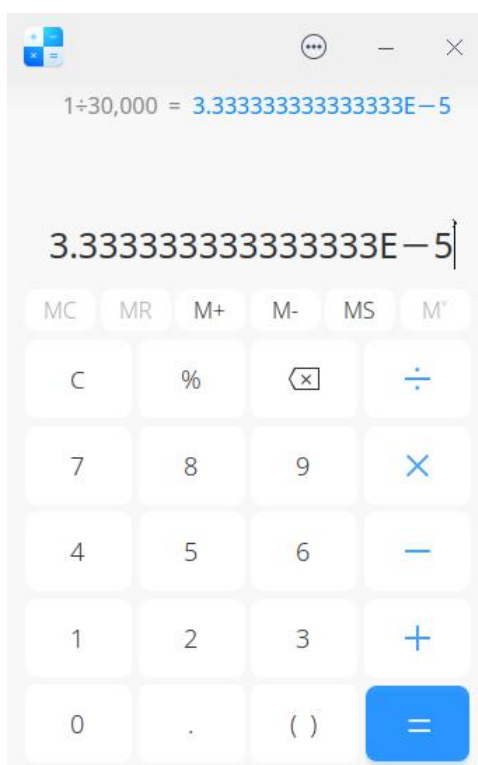 1÷30,000 = 3.333333333333333E−5
3.333333333333333E−5
MC MR M+ M- MS M˅
C % ÷
7 8 9 ×
4 5 6 −
1 2 3 +
0 . ( ) =